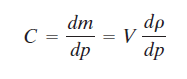 C = dm/dp = V dρ/dp